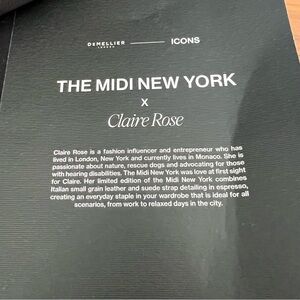 DeMELLIER
LONDON
ICONS
THE MIDI NEW YORK
X
Claire Rose
Claire Rose is a fashion influencer and entrepreneur who has
lived in London, New York and currently lives in Monaco. She is
passionate about nature, rescue dogs and advocating for those
with hearing disabilities. The Midi New York was love at first sight
for Claire. Her limited edition of the Midi New York combines
Italian small grain leather and suede strap detailing in espresso,
creating an everyday staple in your wardrobe that is ideal for all
scenarios, from work to relaxed days in the city.